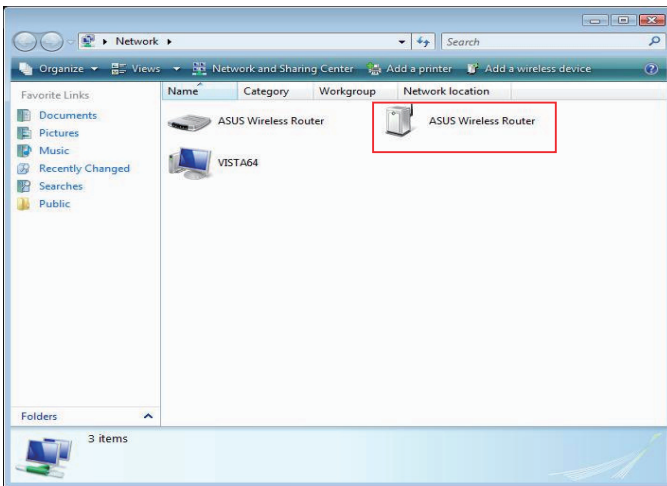 Network
Search
Organize Views Network and Sharing Center Add a printer Add a wireless device
Favorite Links
Documents
Pictures
Music
Recently Changed
Searches
Public
Name Category Workgroup Network location
ASUS Wireless Router ASUS Wireless Router
VISTA64
Folders
3 items